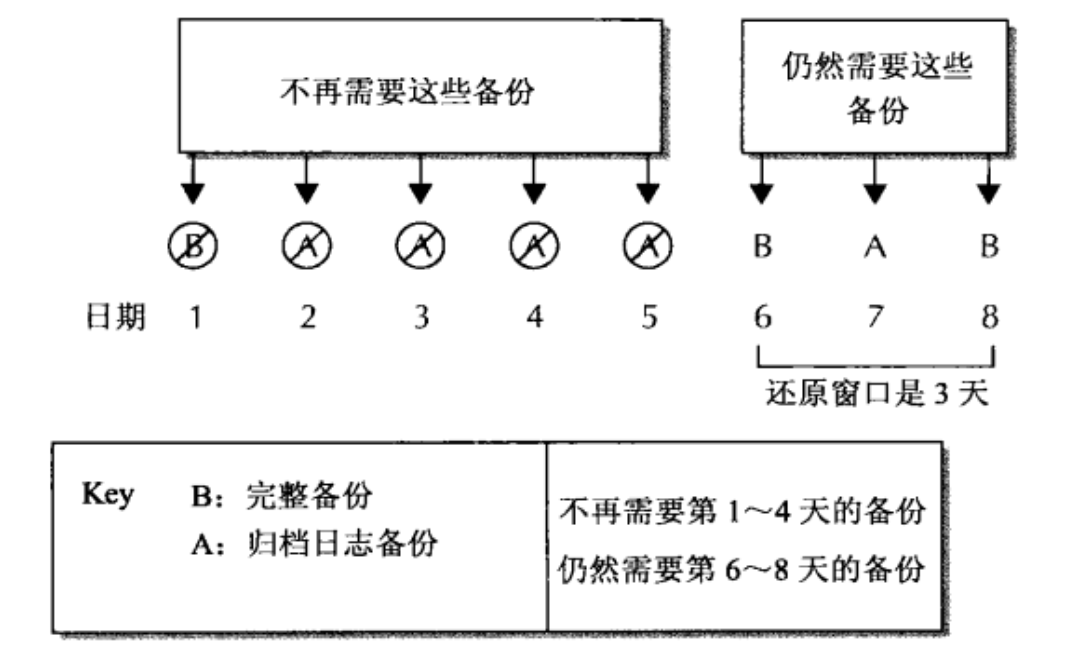 不再需要这些备份
仍然需要这些
备份
B A A A A B A B
日期 1 2 3 4 5 6 7 8
还原窗口是 3 天
Key B：完整备份
A：归档日志备份
不再需要第 1～4 天的备份
仍然需要第 6～8 天的备份